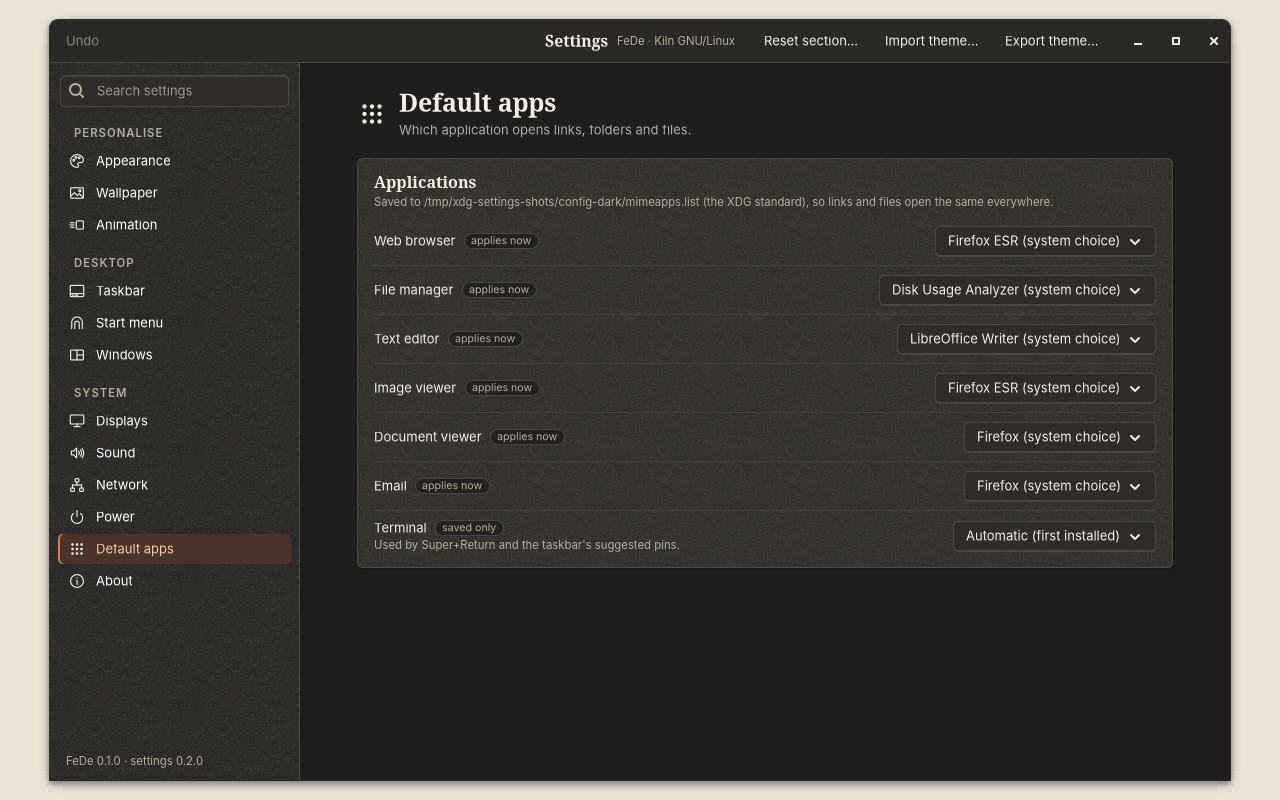 Undo
Settings FeDe · Kiln GNU/Linux
Reset section...
Import theme...
Export theme...
Search settings
PERSONALISE
Appearance
Wallpaper
Animation
DESKTOP
Taskbar
Start menu
Windows
SYSTEM
Displays
Sound
Network
Power
Default apps
About
FeDe 0.1.0 · settings 0.2.0
Default apps
Which application opens links, folders and files.
Applications
Saved to /tmp/xdg-settings-shots/config-dark/mimeapps.list (the XDG standard), so links and files open the same everywhere.
Web browser applies now Firefox ESR (system choice)
File manager applies now Disk Usage Analyzer (system choice)
Text editor applies now LibreOffice Writer (system choice)
Image viewer applies now Firefox ESR (system choice)
Document viewer applies now Firefox (system choice)
Email applies now Firefox (system choice)
Terminal saved only Automatic (first installed)
Used by Super+Return and the taskbar's suggested pins.